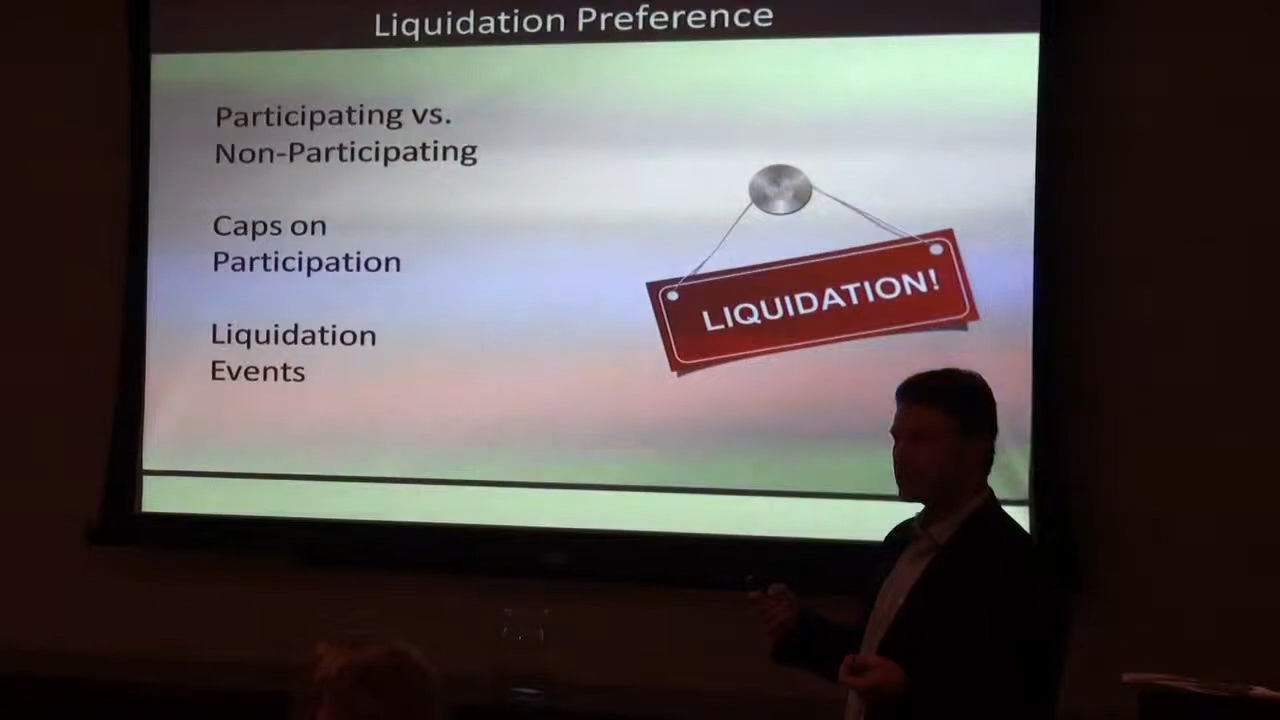 Liquidation Preference
Participating vs.
Non-Participating
Caps on
Participation
Liquidation
Events
LIQUIDATION!